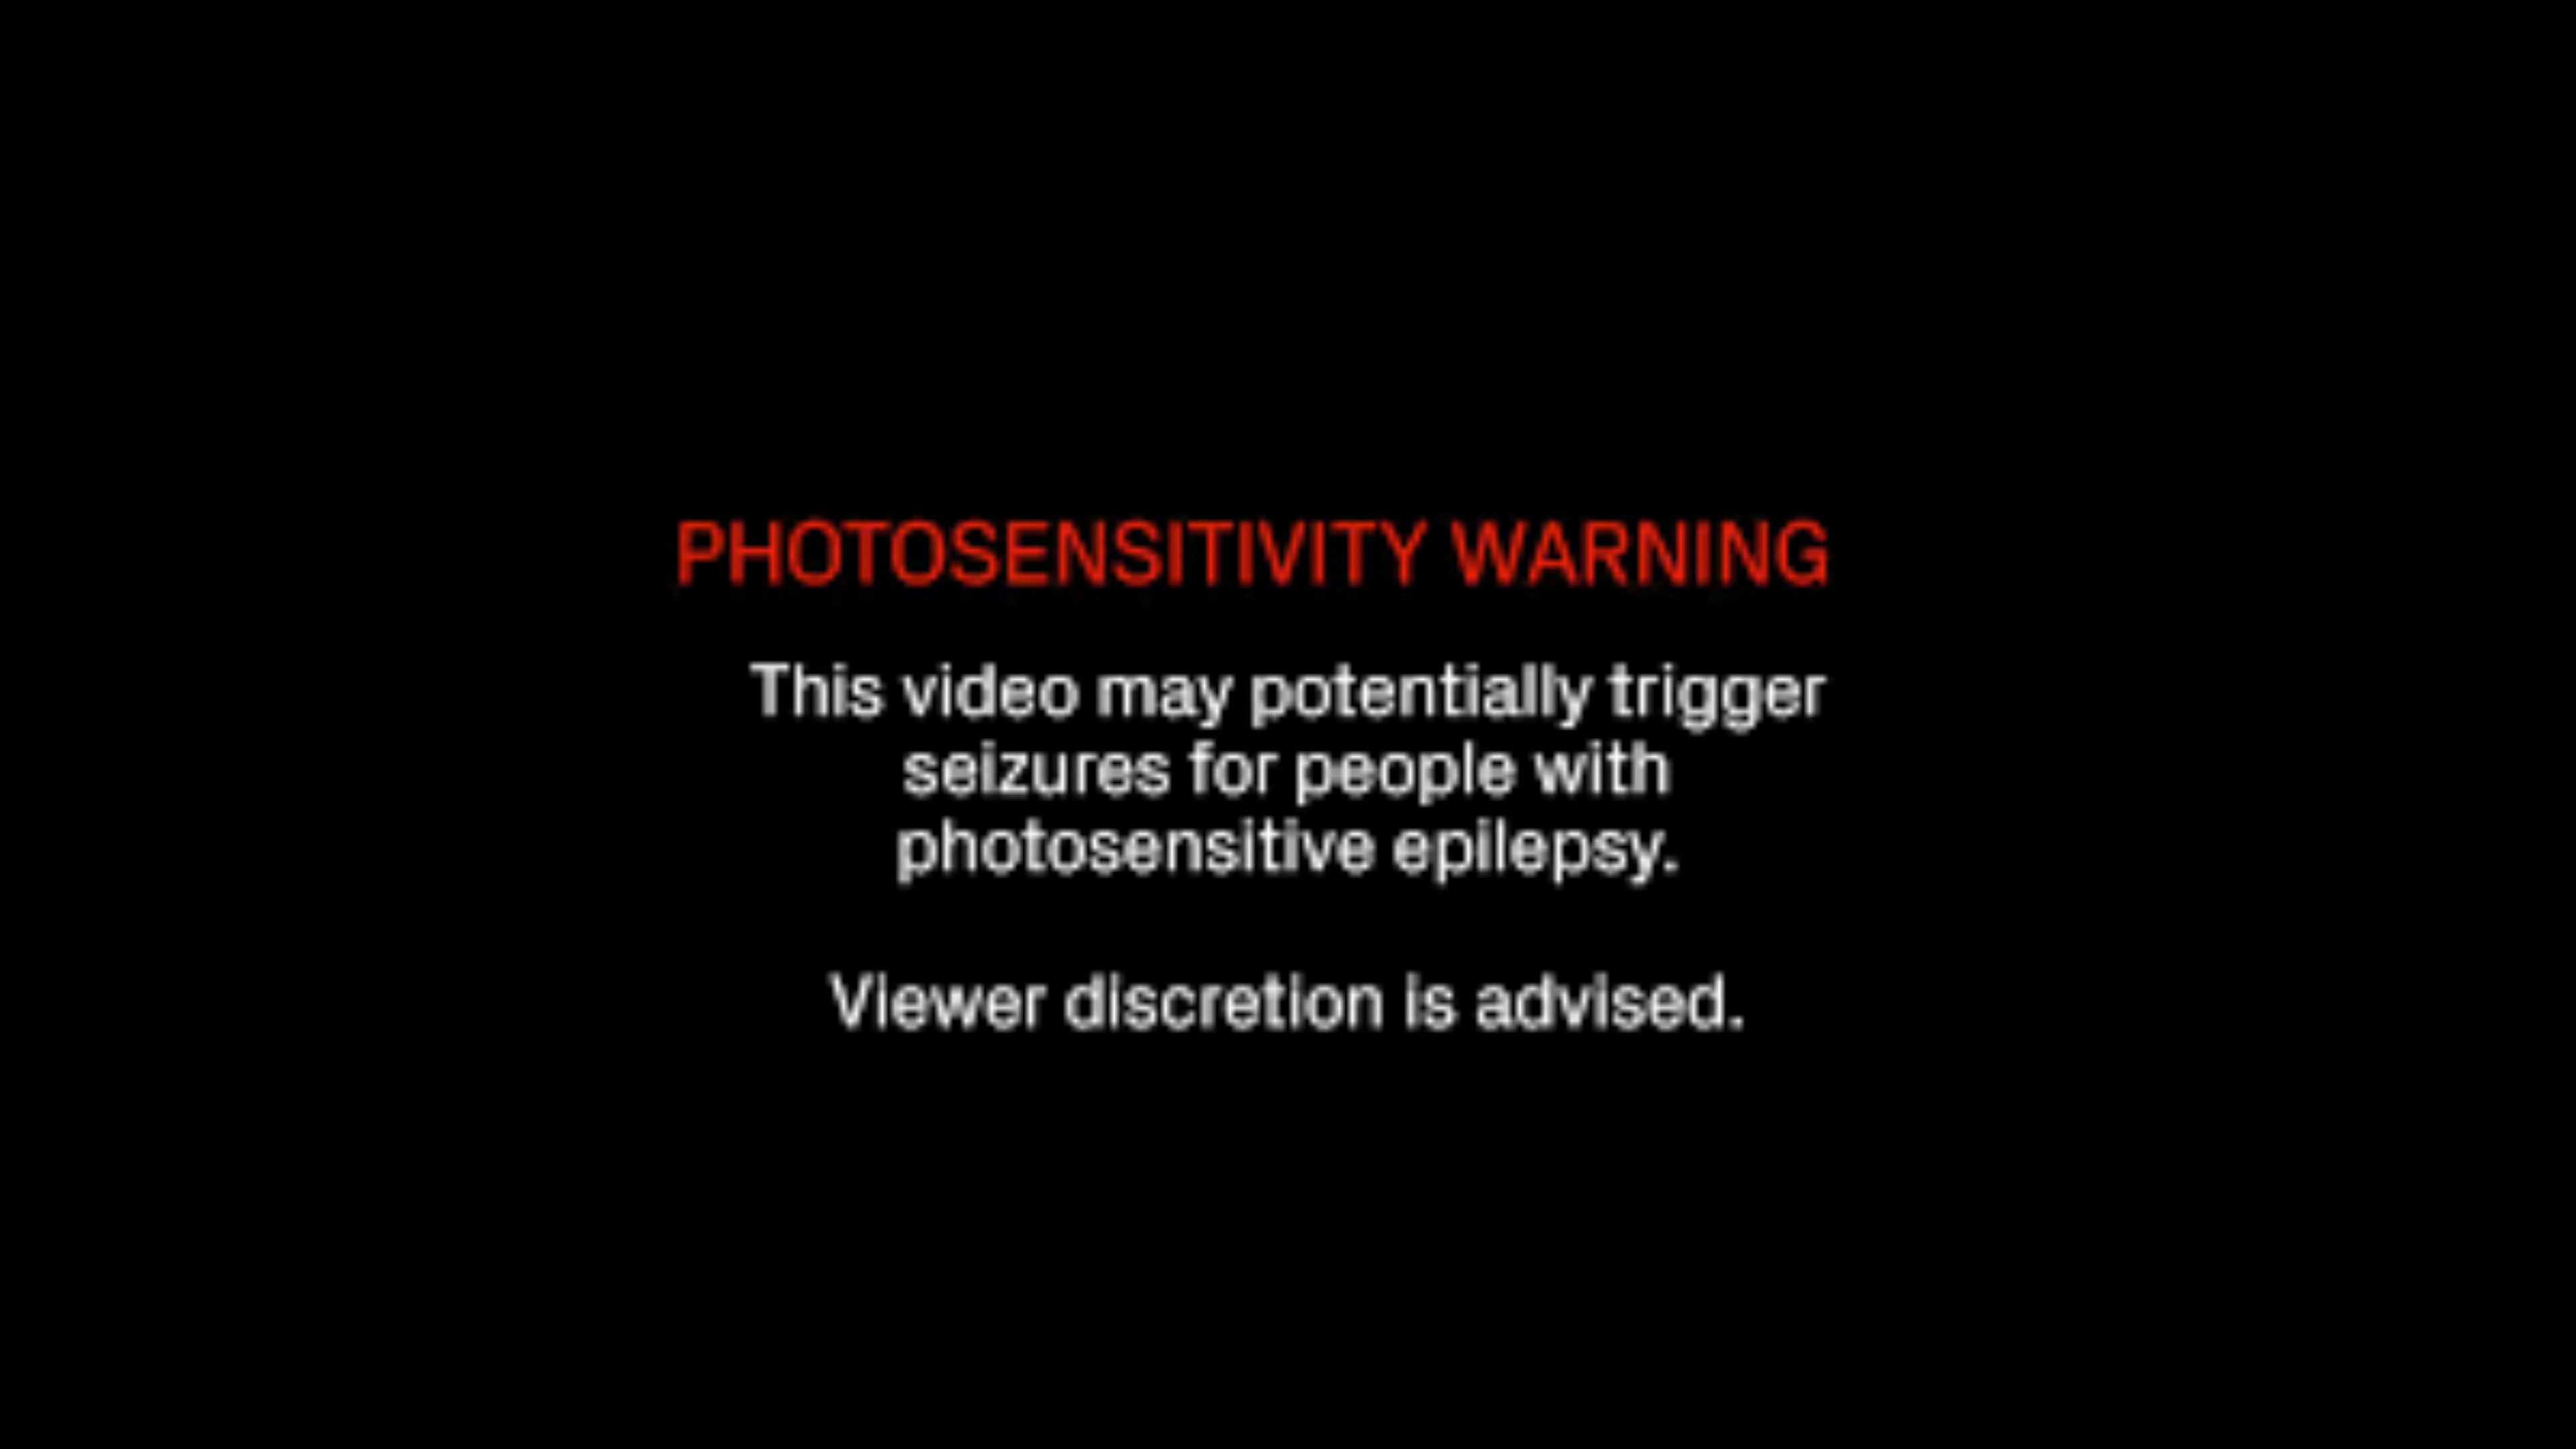 PHOTOSENSITIVITY WARNING
This video may potentially trigger
seizures for people with
photosensitive epilepsy.
Viewer discretion is advised.